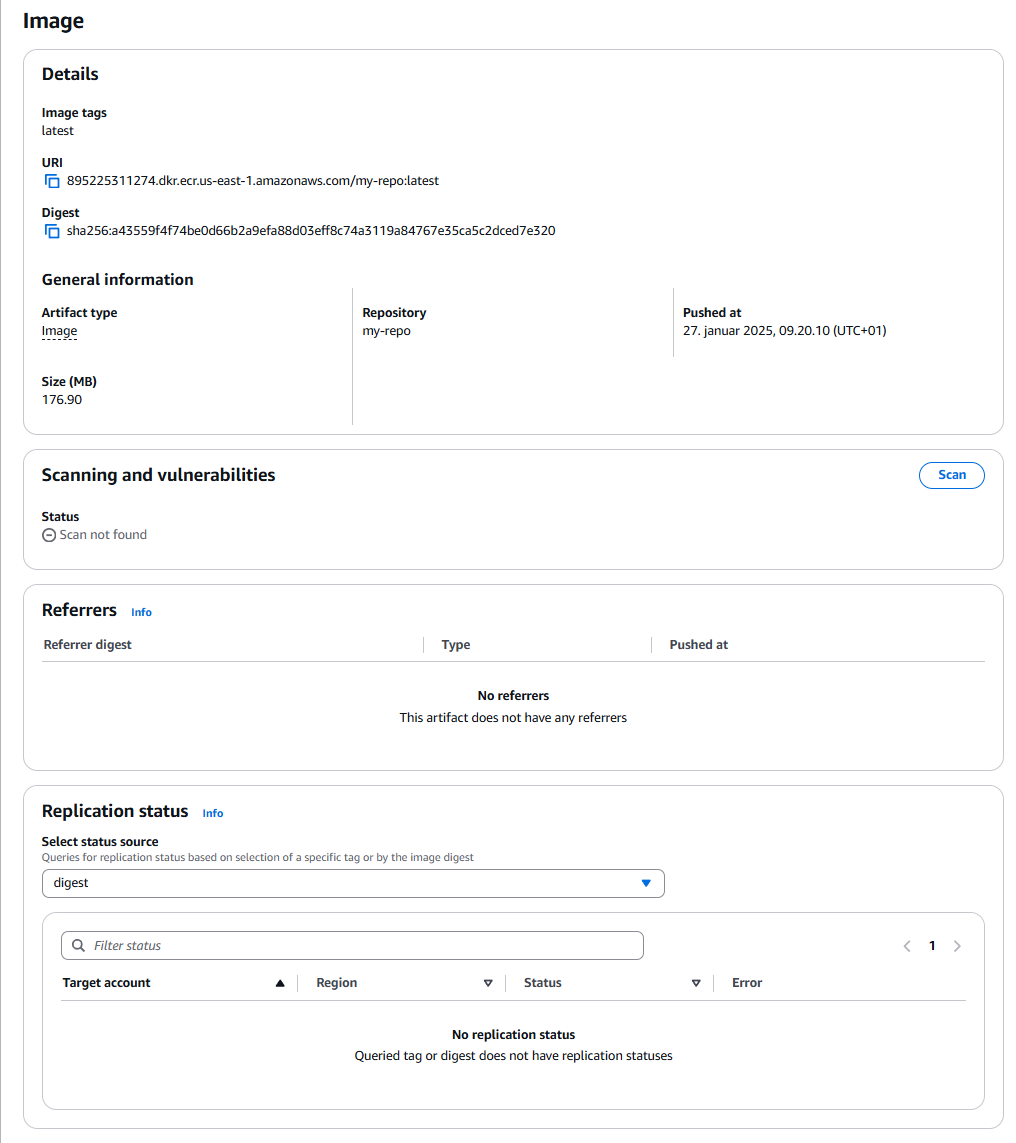 Image
Details
Image tags
latest
URI
895225311274.dkr.ecr.us-east-1.amazonaws.com/my-repo:latest
Digest
sha256:a43559f4f74be0d66b2a9efa88d03eff8c74a3119a84767e35ca5c2dced7e320
General information
Artifact type
Image
Repository
my-repo
Pushed at
27. januar 2025, 09.20.10 (UTC+01)
Size (MB)
176.90
Scanning and vulnerabilities
Scan
Status
Scan not found
Referrers Info
Referrer digest Type Pushed at
No referrers
This artifact does not have any referrers
Replication status Info
Select status source
Queries for replication status based on selection of a specific tag or by the image digest
digest
Filter status
1
Target account Region Status Error
No replication status
Queried tag or digest does not have replication statuses